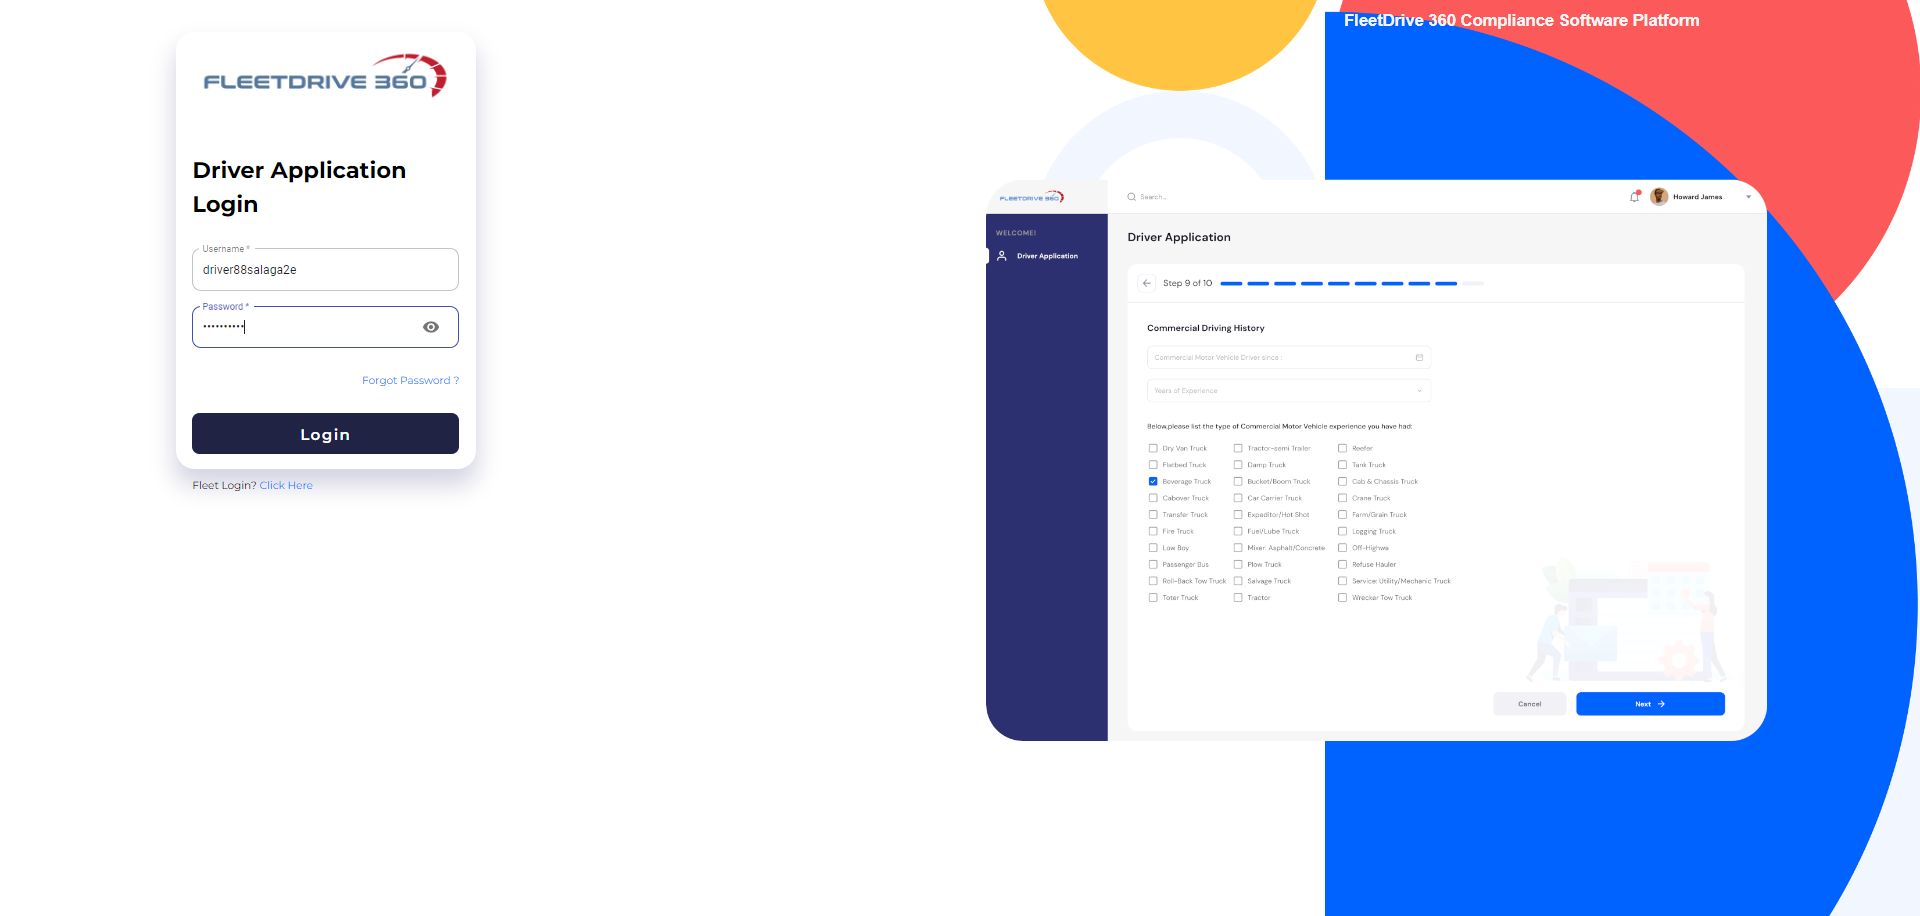 FLEETDRIVE 360
Driver Application
Login
Username *
driver88salaga2e
Password *
••••••••••
Forgot Password ?
Login
Fleet Login? Click Here
FleetDrive 360 Compliance Software Platform
FLEETDRIVE 360
Search..
Howard James
WELCOME!
Driver Application
Driver Application
Step 9 of 10
Commercial Driving History
Commercial Motor Vehicle Driver since :
Years of Experience
Below,please list the type of Commercial Motor Vehicle experience you have had:
Dry Van Truck Tractor-semi Trailer Reefer
Flatbed Truck Damp Truck Tank Truck
Beverage Truck Bucket/Boom Truck Cab & Chassis Truck
Cabover Truck Car Carrier Truck Crane Truck
Transfer Truck Expeditor/Hot Shot Farm/Grain Truck
Fire Truck Fuel/Lube Truck Logging Truck
Low Boy Mixer: Asphalt/Concrete Off-Highwa
Passenger Bus Plow Truck Refuse Hauler
Roll-Back Tow Truck Salvage Truck Service: Utility/Mechanic Truck
Toter Truck Tractor Wrecker Tow Truck
Cancel
Next